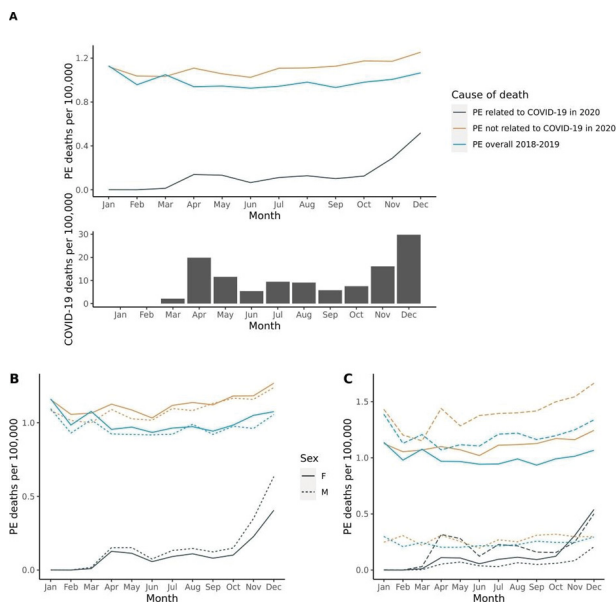 A
PE deaths per 100,000
1.2
0.8
0.4
0.0
Jan Feb Mar Apr May Jun Jul Aug Sep Oct Nov Dec
Month
Cause of death
PE related to COVID-19 in 2020
PE not related to COVID-19 in 2020
PE overall 2018-2019
COVID-19 deaths per 100,000
30
20
10
0
Jan Feb Mar Apr May Jun Jul Aug Sep Oct Nov Dec
Month
B
PE deaths per 100,000
1.0
0.5
0.0
Jan Feb Mar Apr May Jun Jul Aug Sep Oct Nov Dec
Month
Sex
F
M
C
PE deaths per 100,000
1.5
1.0
0.5
0.0
Jan Feb Mar Apr May Jun Jul Aug Sep Oct Nov Dec
Month